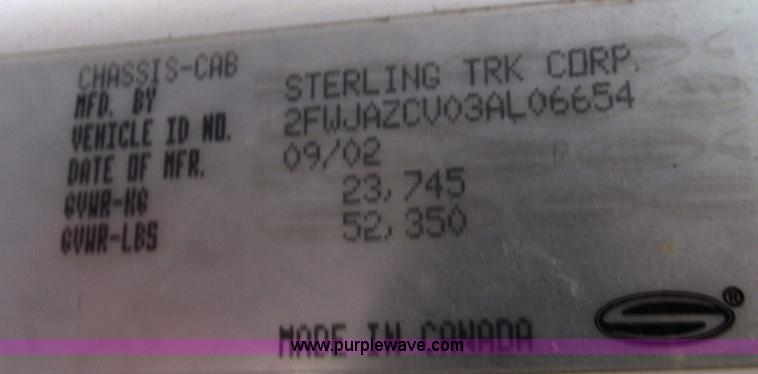 CHASSIS-CAB
MFD. BY STERLING TRK CORP.
VEHICLE ID NO. 2FWJAZCV03AL06654
DATE OF MFR. 09/02
GVWR-KG 23,745
GVWR-LBS 52,350
MADE IN CANADA
®
www.purplewave.com